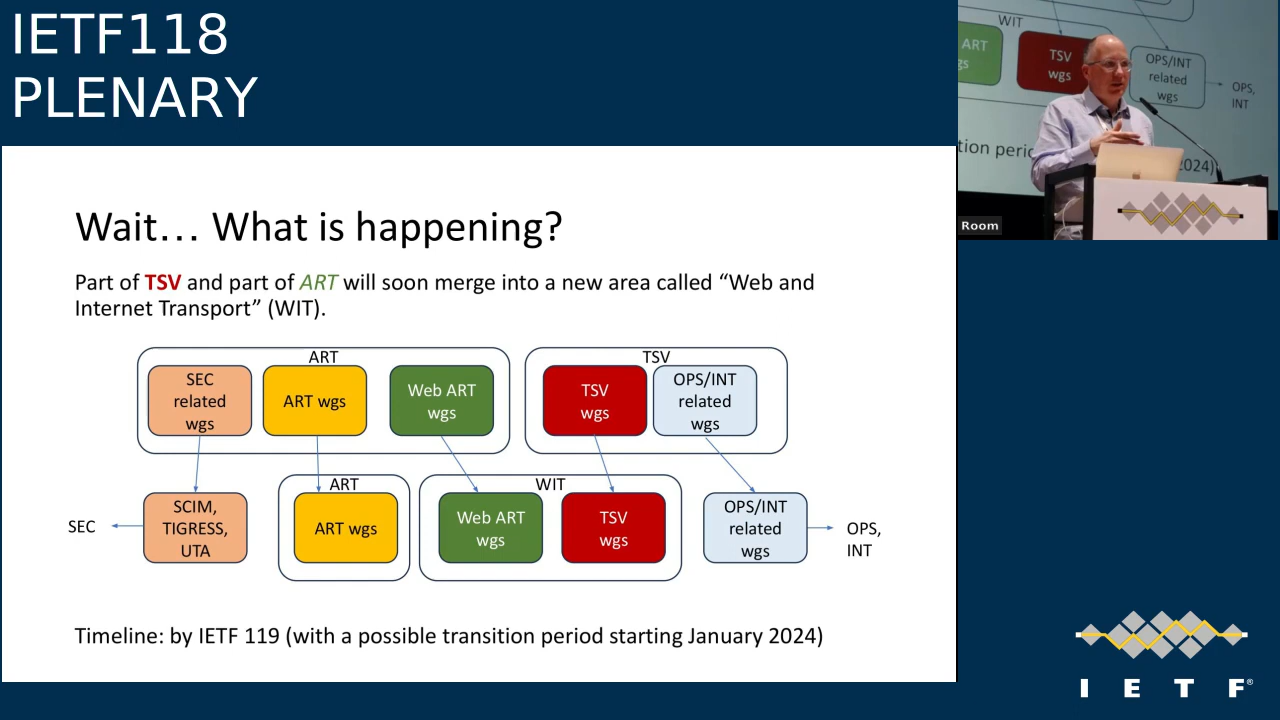 IETF118
PLENARY
Wait… What is happening?
Part of TSV and part of ART will soon merge into a new area called “Web and
Internet Transport” (WIT).
ART
SEC
related
wgs
ART wgs
Web ART
wgs
TSV
TSV
wgs
OPS/INT
related
wgs
SEC
SCIM,
TIGRESS,
UTA
ART
ART wgs
WIT
Web ART
wgs
TSV
wgs
OPS/INT
related
wgs
OPS,
INT
Timeline: by IETF 119 (with a possible transition period starting January 2024)
WIT
ART
gs
TSV
wgs
OPS/INT
related
wgs
OPS,
INT
tion perio
2024)
Room
I E T F®